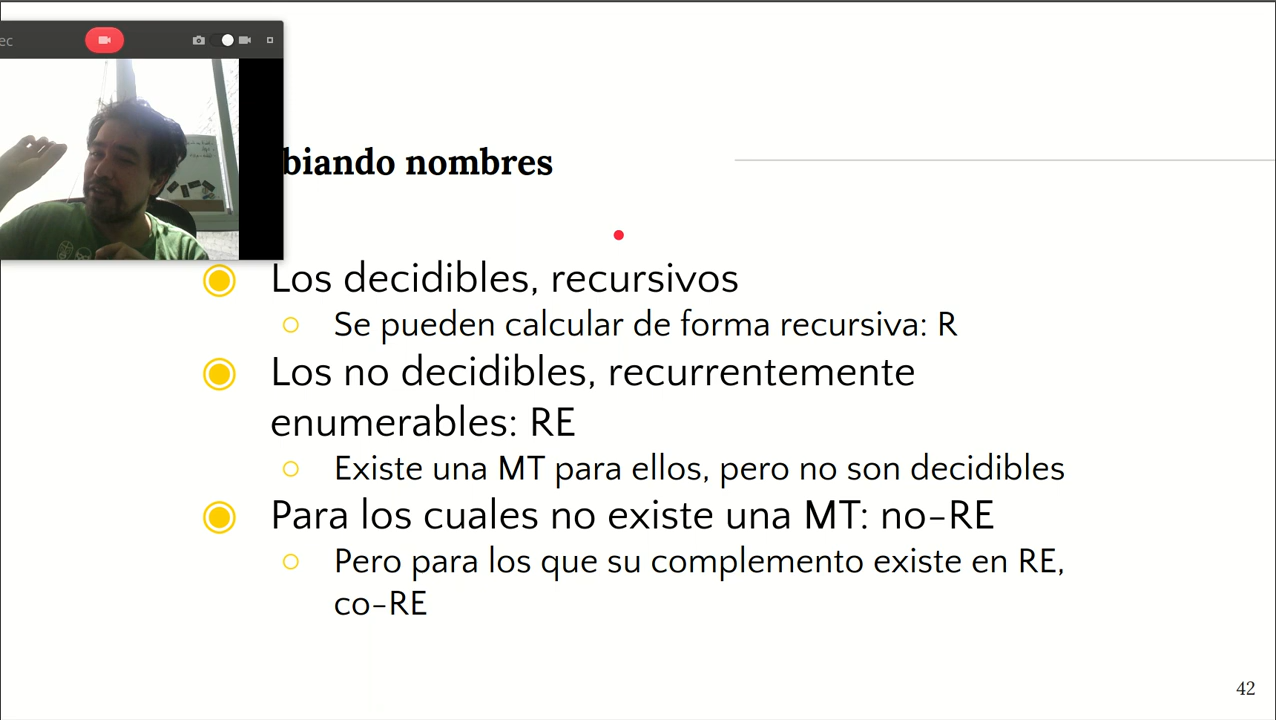 ec
biando nombres
Los decidibles, recursivos
Se pueden calcular de forma recursiva: R
Los no decidibles, recurrentemente
enumerables: RE
Existe una MT para ellos, pero no son decidibles
Para los cuales no existe una MT: no-RE
Pero para los que su complemento existe en RE,
co-RE
42